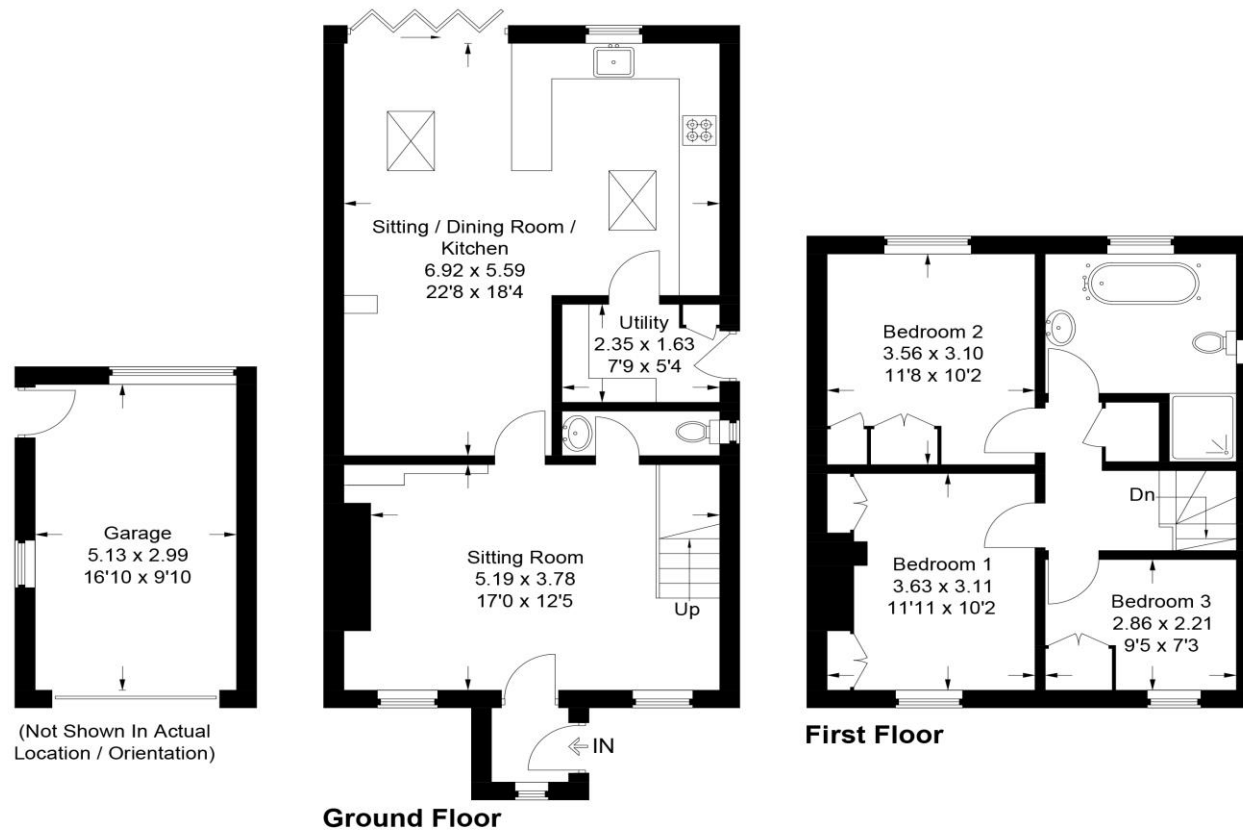 Sitting / Dining Room /
Kitchen
6.92 x 5.59
22'8 x 18'4
Utility
2.35 x 1.63
7'9 x 5'4
Sitting Room
5.19 x 3.78
17'0 x 12'5
Up
IN
Ground Floor
Garage
5.13 x 2.99
16'10 x 9'10
(Not Shown In Actual
Location / Orientation)
Bedroom 2
3.56 x 3.10
11'8 x 10'2
Dn
Bedroom 1
3.63 x 3.11
11'11 x 10'2
Bedroom 3
2.86 x 2.21
9'5 x 7'3
First Floor